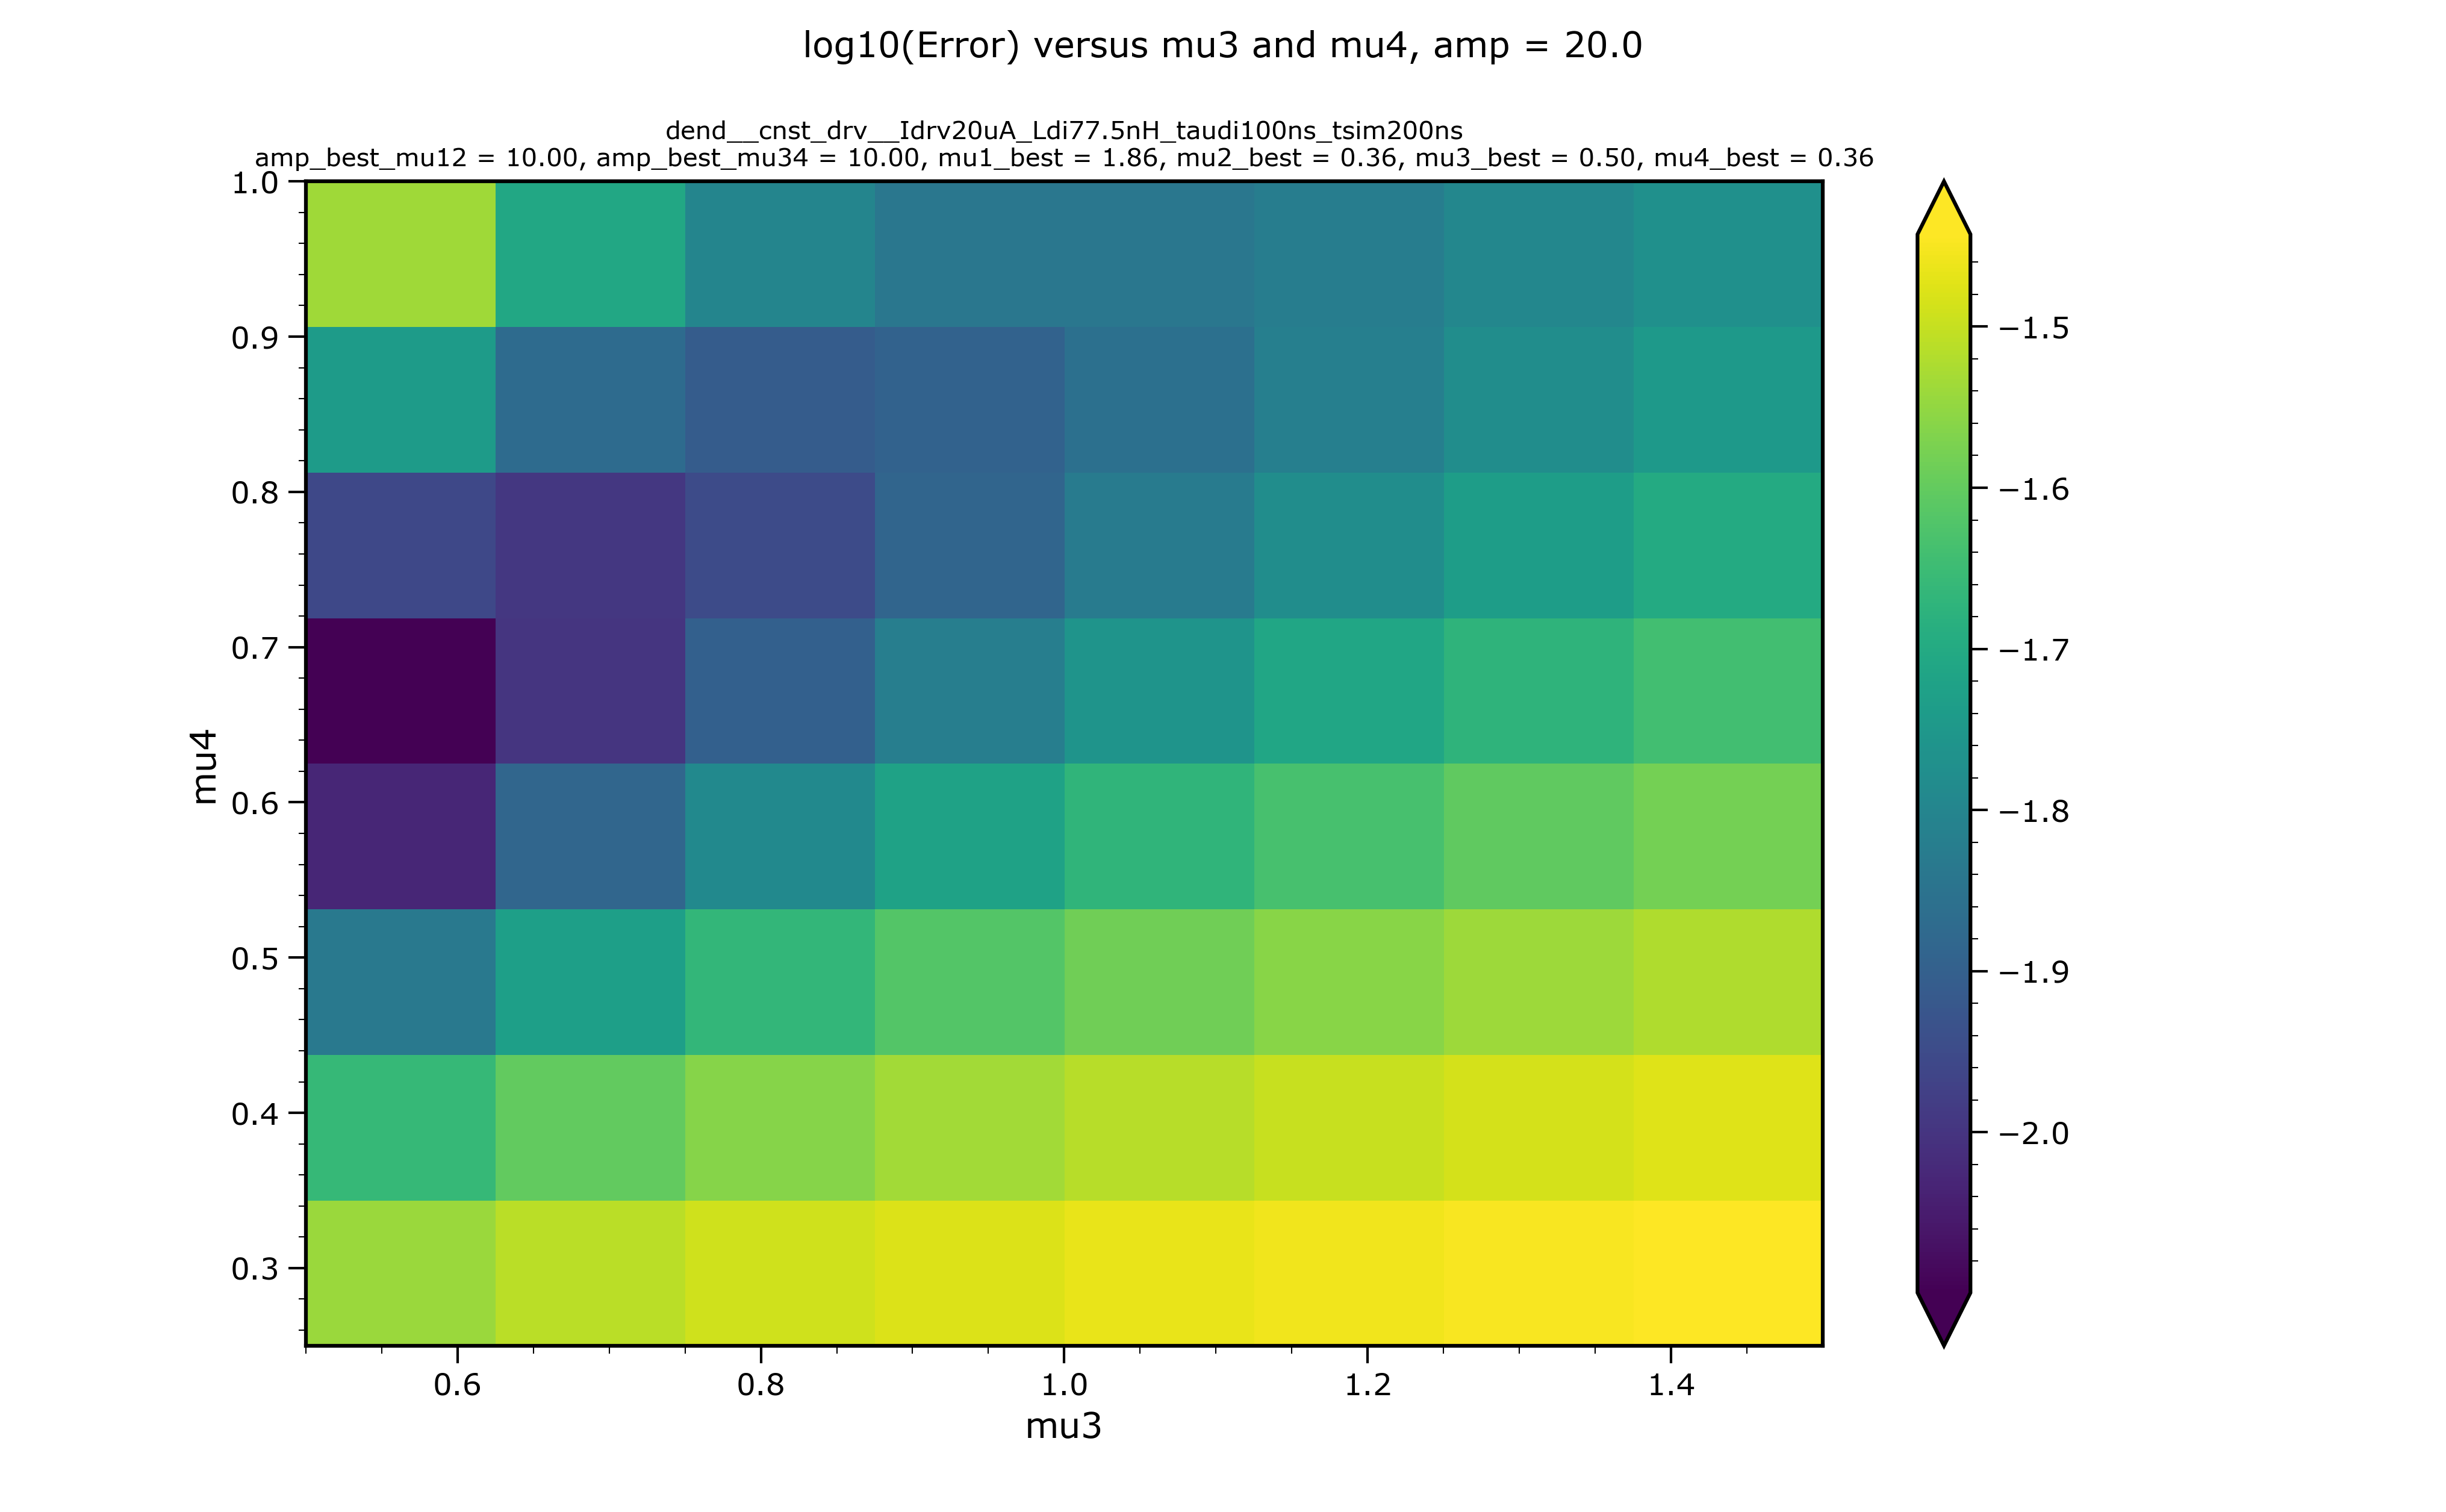 log10(Error) versus mu3 and mu4, amp = 20.0
dend__cnst_drv__Idrv20uA_Ldi77.5nH_taudi100ns_tsim200ns
amp_best_mu12 = 10.00, amp_best_mu34 = 10.00, mu1_best = 1.86, mu2_best = 0.36, mu3_best = 0.50, mu4_best = 0.36
1.0
0.9
0.8
0.7
0.6
0.5
0.4
0.3
mu4
0.6 0.8 1.0 1.2 1.4
mu3
−1.5
−1.6
−1.7
−1.8
−1.9
−2.0